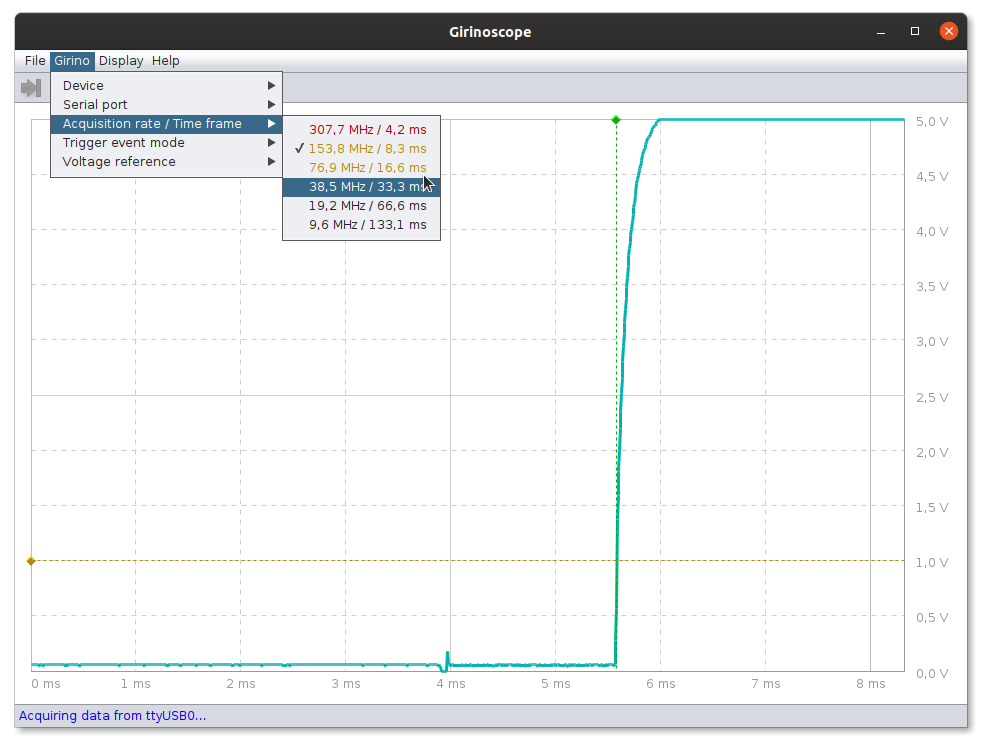 Girinoscope
File Girino Display Help
Device
Serial port
Acquisition rate / Time frame
Trigger event mode
Voltage reference
307,7 MHz / 4,2 ms
✓ 153,8 MHz / 8,3 ms
76,9 MHz / 16,6 ms
38,5 MHz / 33,3 ms
19,2 MHz / 66,6 ms
9,6 MHz / 133,1 ms
5,0 V
4,5 V
4,0 V
3,5 V
3,0 V
2,5 V
2,0 V
1,5 V
1,0 V
0,5 V
0,0 V
0 ms 1 ms 2 ms 3 ms 4 ms 5 ms 6 ms 7 ms 8 ms
Acquiring data from ttyUSB0...